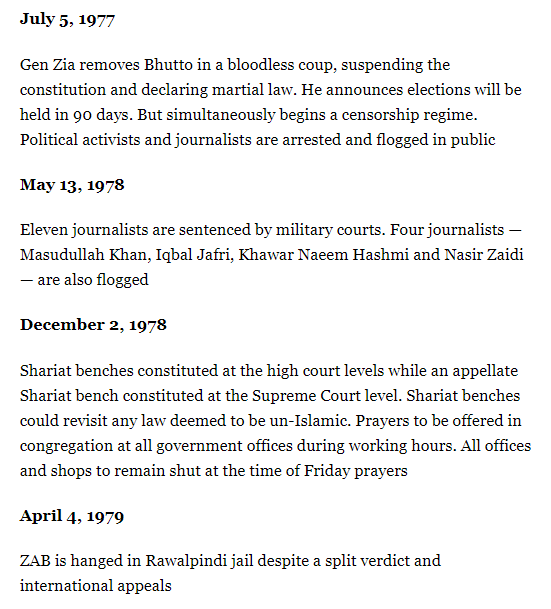 July 5, 1977
Gen Zia removes Bhutto in a bloodless coup, suspending the
constitution and declaring martial law. He announces elections will be
held in 90 days. But simultaneously begins a censorship regime.
Political activists and journalists are arrested and flogged in public
May 13, 1978
Eleven journalists are sentenced by military courts. Four journalists —
Masudullah Khan, Iqbal Jafri, Khawar Naeem Hashmi and Nasir Zaidi
— are also flogged
December 2, 1978
Shariat benches constituted at the high court levels while an appellate
Shariat bench constituted at the Supreme Court level. Shariat benches
could revisit any law deemed to be un-Islamic. Prayers to be offered in
congregation at all government offices during working hours. All offices
and shops to remain shut at the time of Friday prayers
April 4, 1979
ZAB is hanged in Rawalpindi jail despite a split verdict and
international appeals